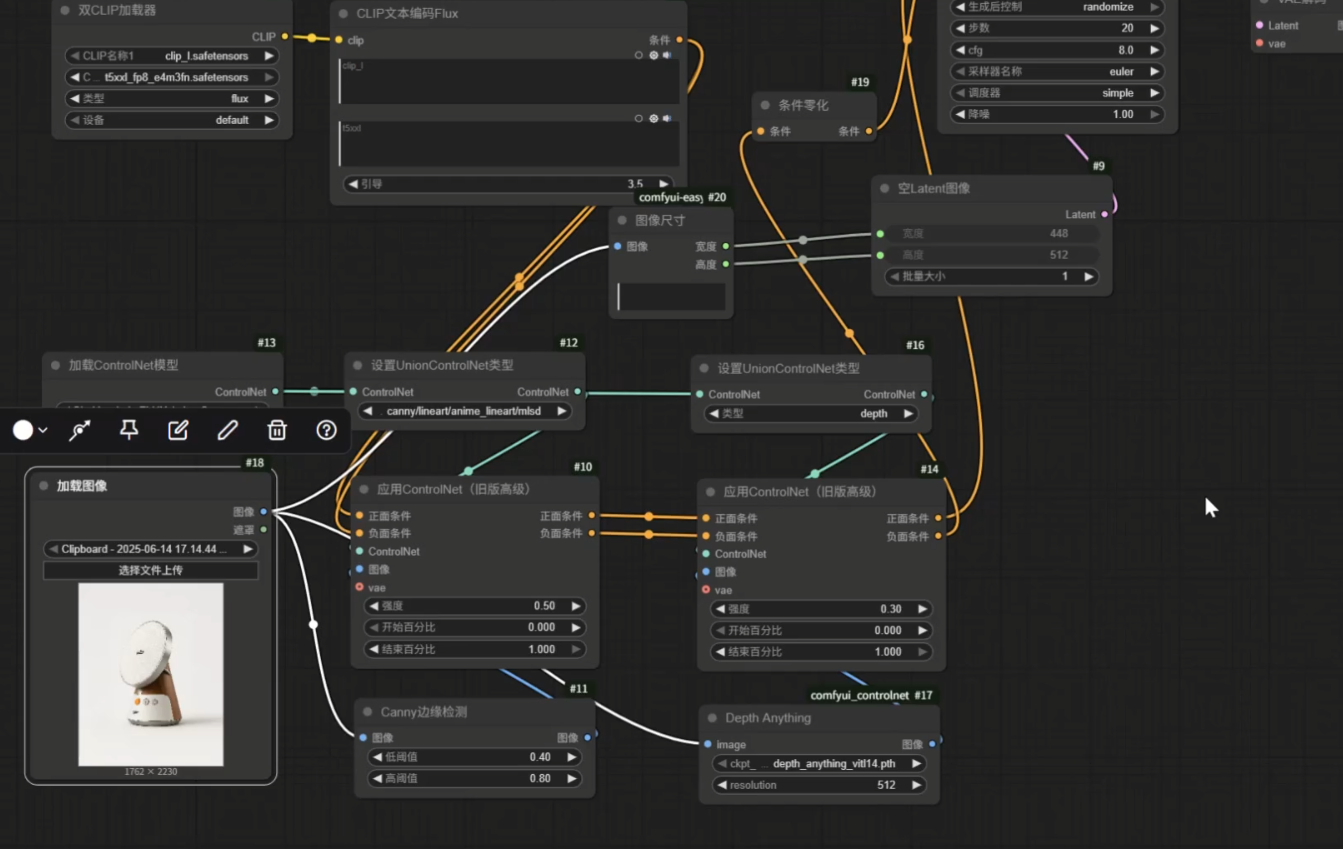 双CLIP加载器
CLIP
CLIP名称1 clip_l.safetensors
C... t5xxl_fp8_e4m3fn.safetensors
类型 flux
设备 default
CLIP文本编码Flux
clip 条件
clip_l
t5xxl
引导 3.5
#19
条件零化
条件 条件
生成后控制 randomize
步数 20
cfg 8.0
采样器名称 euler
调度器 simple
降噪 1.00
Latent
vae
#9
空Latent图像
Latent
宽度 448
高度 512
批量大小 1
comfyui-easy #20
图像尺寸
图像 宽度
高度
#13
加载ControlNet模型
ControlNet
#12
设置UnionControlNet类型
ControlNet ControlNet
canny/lineart/anime_lineart/mlsd
#16
设置UnionControlNet类型
ControlNet ControlNet
类型 depth
#18
加载图像
图像
遮罩
Clipboard - 2025-06-14 17.14.44 ...
选择文件上传
1762 × 2230
#10
应用ControlNet（旧版高级）
正面条件 正面条件
负面条件 负面条件
ControlNet
图像
vae
强度 0.50
开始百分比 0.000
结束百分比 1.000
#14
应用ControlNet（旧版高级）
正面条件 正面条件
负面条件 负面条件
ControlNet
图像
vae
强度 0.30
开始百分比 0.000
结束百分比 1.000
#11
Canny边缘检测
图像 图像
低阈值 0.40
高阈值 0.80
comfyui_controlnet #17
Depth Anything
image 图像
ckpt_... depth_anything_vitl14.pth
resolution 512